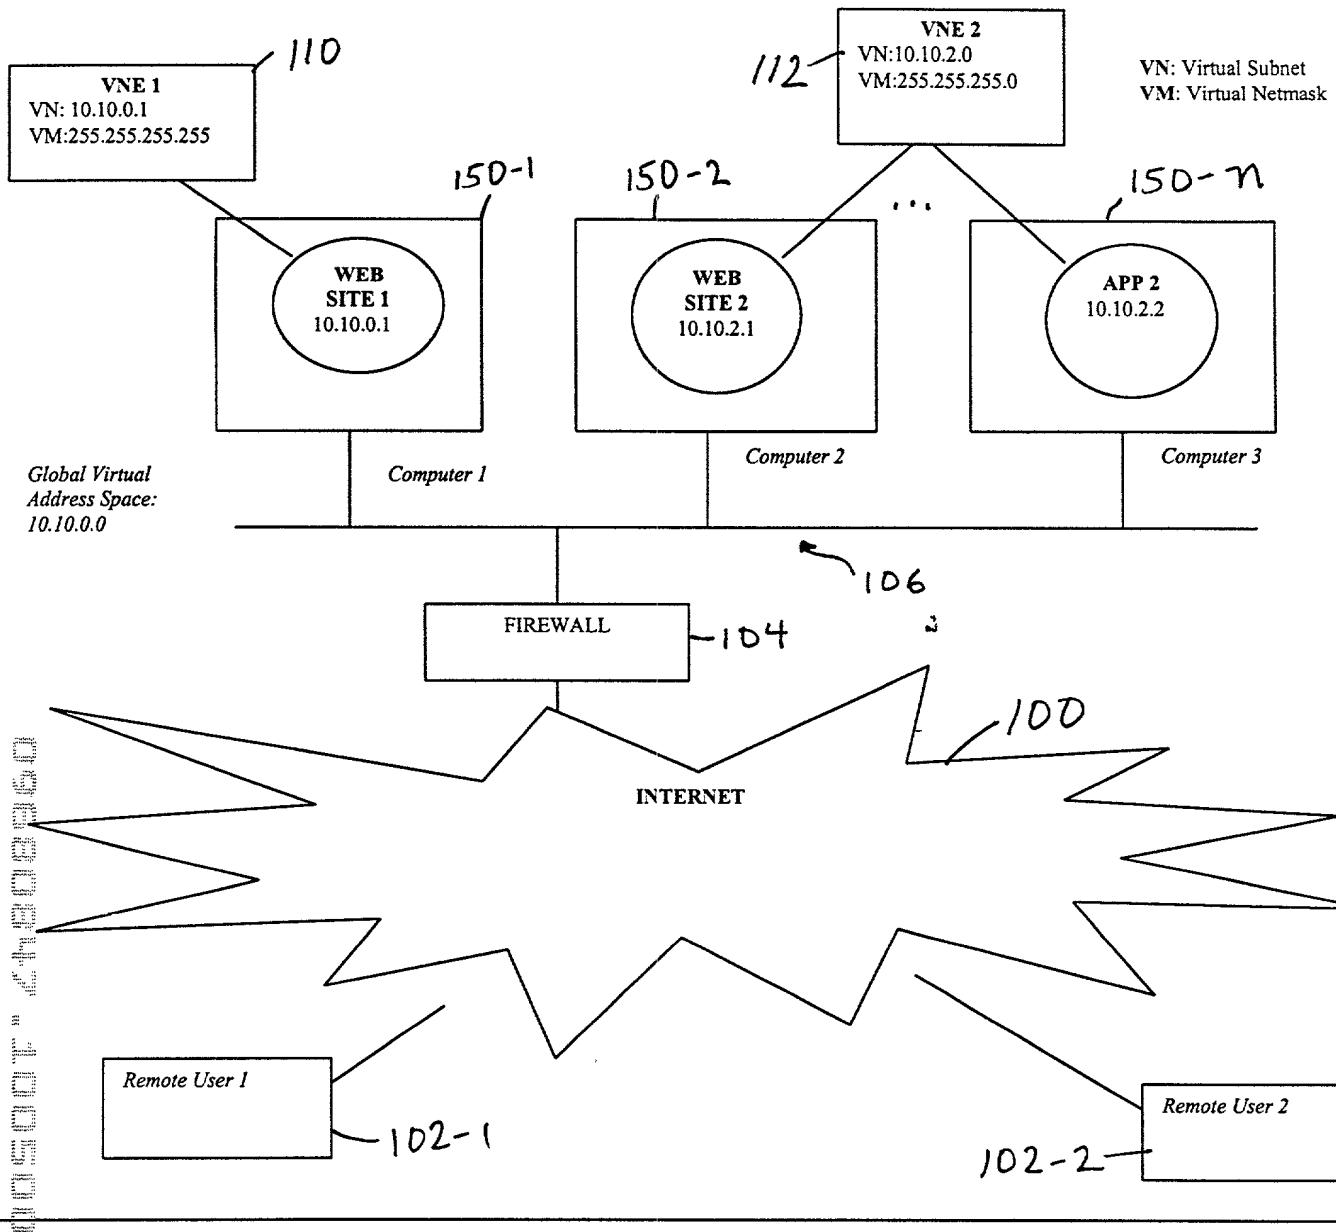 110
VNE 1
VN: 10.10.0.1
VM:255.255.255.255
112
VNE 2
VN:10.10.2.0
VM:255.255.255.0
VN: Virtual Subnet
VM: Virtual Netmask
150-1
150-2
...
150-n
WEB
SITE 1
10.10.0.1
WEB
SITE 2
10.10.2.1
APP 2
10.10.2.2
Computer 1
Computer 2
Computer 3
Global Virtual
Address Space:
10.10.0.0
106
FIREWALL
104
100
INTERNET
Remote User 1
102-1
Remote User 2
102-2